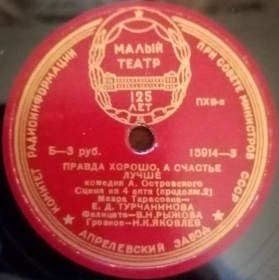 КОМИТЕТ РАДИОИНФОРМАЦИИ
ПРИ СОВЕТЕ МИНИСТРОВ СССР
МАЛЫЙ
ТЕАТР
125
ЛЕТ
Б—3 руб.
15914—3
ПРАВДА ХОРОШО, А СЧАСТЬЕ
ЛУЧШЕ
комедия А. Островского
Сцена из 4 акта (продолж.2)
Мавра Тарасовна—
Е. Д. ТУРЧАНИНОВА
Фелицата—В.Н.РЫЖОВА
Грознов—Н.К.ЯКОВЛЕВ
АПРЕЛЕВСКИЙ ЗАВОД